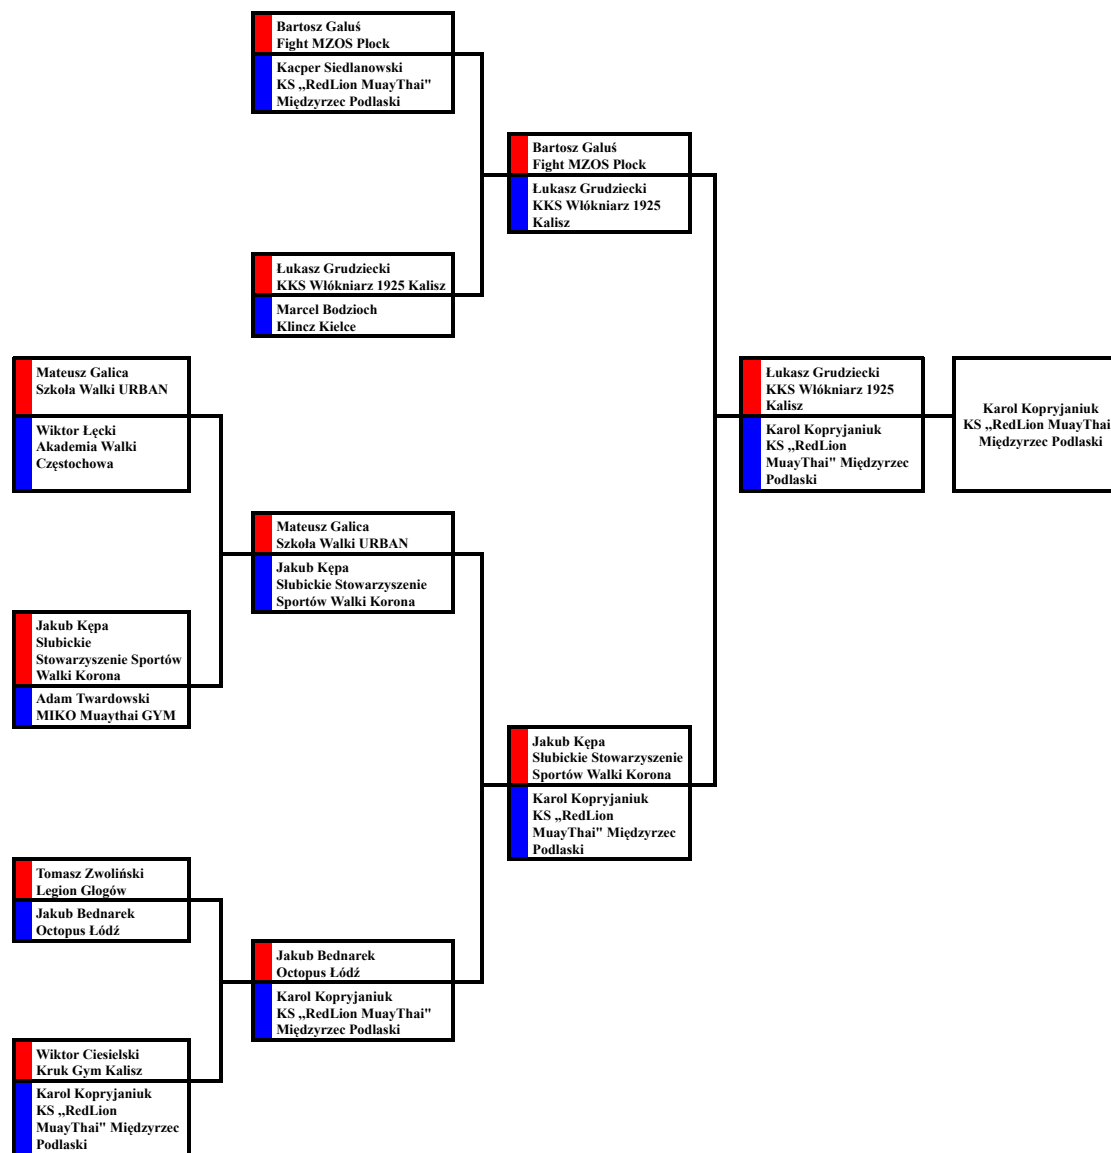 Bartosz Galuś
Fight MZOS Płock
Kacper Siedlanowski
KS „RedLion MuayThai"
Międzyrzec Podlaski
Bartosz Galuś
Fight MZOS Płock
Łukasz Grudziecki
KKS Włókniarz 1925
Kalisz
Łukasz Grudziecki
KKS Włókniarz 1925 Kalisz
Marcel Bodzioch
Klincz Kielce
Mateusz Galica
Szkoła Walki URBAN
Wiktor Łęcki
Akademia Walki
Częstochowa
Łukasz Grudziecki
KKS Włókniarz 1925
Kalisz
Karol Kopryjaniuk
KS „RedLion
MuayThai" Międzyrzec
Podlaski
Karol Kopryjaniuk
KS „RedLion MuayThai
Międzyrzec Podlaski
Mateusz Galica
Szkoła Walki URBAN
Jakub Kępa
Słubickie Stowarzyszenie
Sportów Walki Korona
Jakub Kępa
Słubickie
Stowarzyszenie Sportów
Walki Korona
Adam Twardowski
MIKO Muaythai GYM
Jakub Kępa
Słubickie Stowarzyszenie
Sportów Walki Korona
Karol Kopryjaniuk
KS „RedLion
MuayThai" Międzyrzec
Podlaski
Tomasz Zwoliński
Legion Głogów
Jakub Bednarek
Octopus Łódź
Jakub Bednarek
Octopus Łódź
Karol Kopryjaniuk
KS „RedLion MuayThai"
Międzyrzec Podlaski
Wiktor Ciesielski
Kruk Gym Kalisz
Karol Kopryjaniuk
KS „RedLion
MuayThai" Międzyrzec
Podlaski